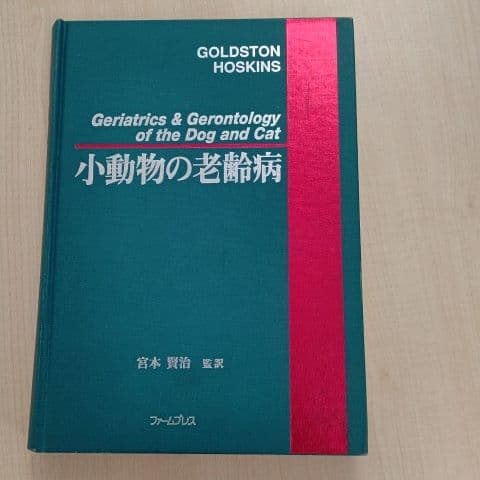 GOLDSTON
HOSKINS
Geriatrics & Gerontology
of the Dog and Cat
小動物の老齢病
宮本 賢治 監訳
ファームプレス